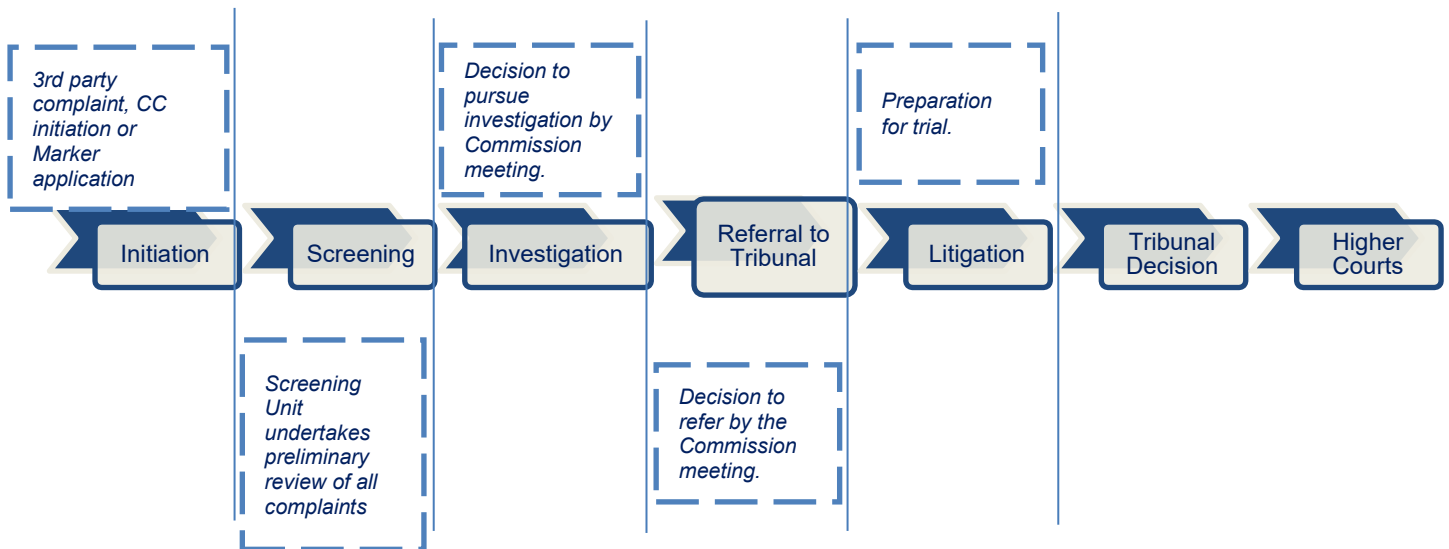 3rd party
complaint, CC
initiation or
Marker
application
Decision to
pursue
investigation by
Commission
meeting.
Preparation
for trial.
Initiation
Screening
Investigation
Referral to
Tribunal
Litigation
Tribunal
Decision
Higher
Courts
Screening
Unit
undertakes
preliminary
review of all
complaints
Decision to
refer by the
Commission
meeting.